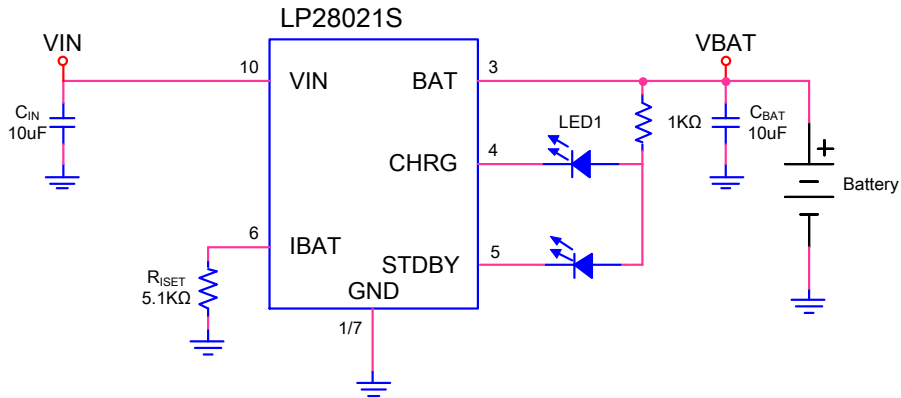 LP28021S
VIN
VBAT
10
VIN
BAT
3
CIN
10uF
LED1
1KΩ
CBAT
10uF
4
CHRG
+
Battery
6
IBAT
5
STDBY
RISET
5.1KΩ
GND
1/7